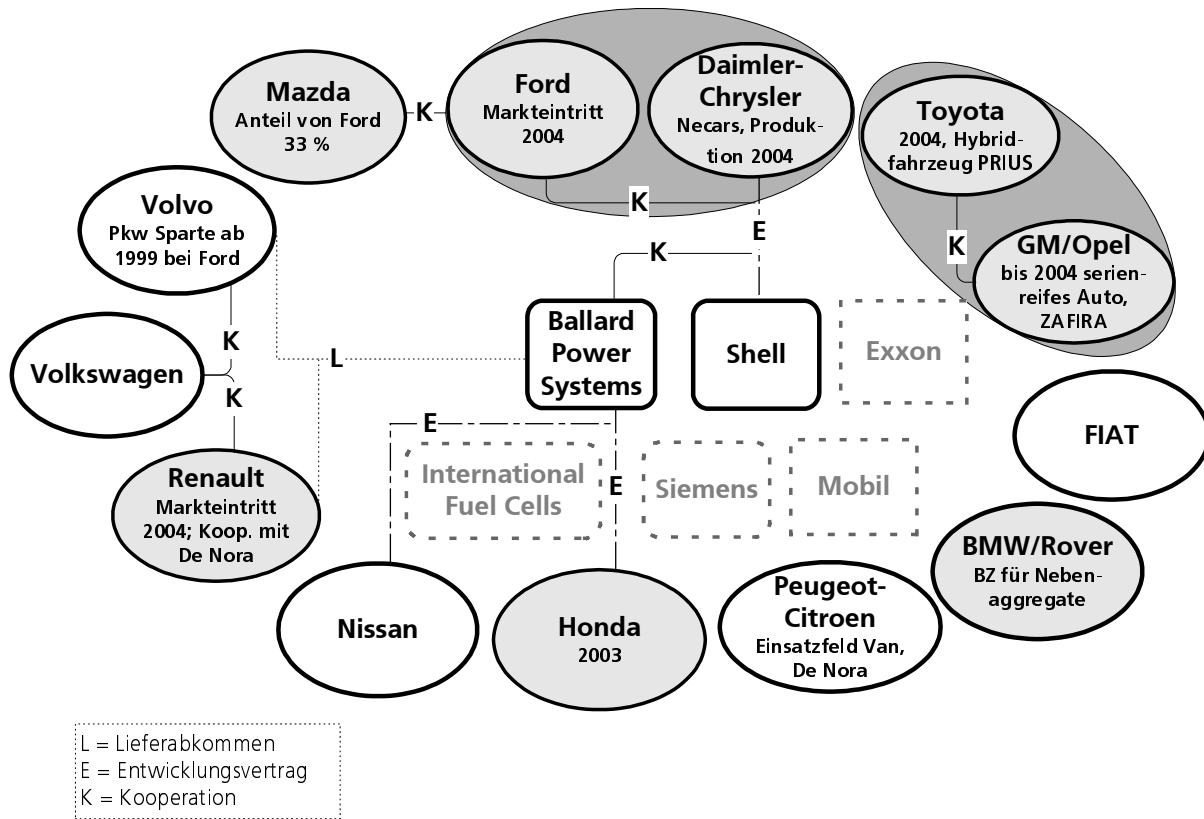 Mazda
Anteil von Ford
33 %
K
Ford
Markteintritt
2004
Daimler-
Chrysler
Necars, Produk-
tion 2004
Toyota
2004, Hybrid-
fahrzeug PRIUS
K
K
GM/Opel
bis 2004 serien-
reifes Auto,
ZAFIRA
Volvo
Pkw Sparte ab
1999 bei Ford
E
K
K
Volkswagen
K
L
Ballard
Power
Systems
Shell
Exxon
FIAT
Renault
Markteintritt
2004; Koop. mit
De Nora
E
International
Fuel Cells
E
Siemens
Mobil
BMW/Rover
BZ für Neben-
aggregate
Nissan
Honda
2003
Peugeot-
Citroen
Einsatzfeld Van,
De Nora
L = Lieferabkommen
E = Entwicklungsvertrag
K = Kooperation